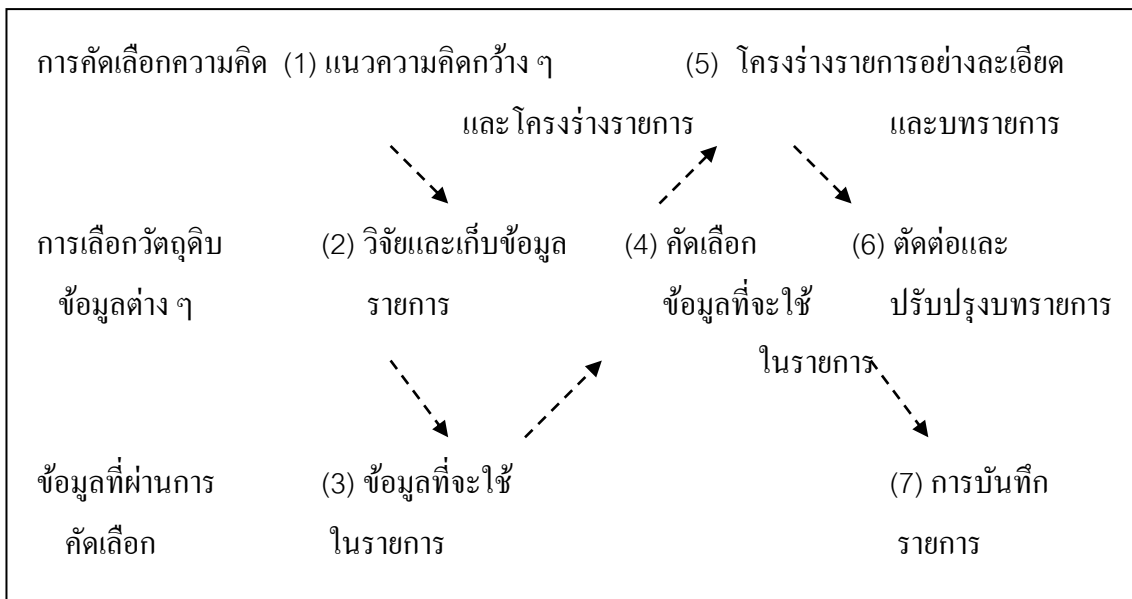 การคัดเลือกความคิด (1) แนวความคิดกว้าง ๆ (5) โครงร่างรายการอย่างละเอียด
และโครงร่างรายการ และบทรายการ
การเลือกวัตถุดิบ (2) วิจัยและเก็บข้อมูล (4) คัดเลือก (6) ตัดต่อและ
ข้อมูลต่าง ๆ รายการ ข้อมูลที่จะใช้ ปรับปรุงบทรายการ
ในรายการ
ข้อมูลที่ผ่านการ (3) ข้อมูลที่จะใช้ (7) การบันทึก
คัดเลือก ในรายการ รายการ